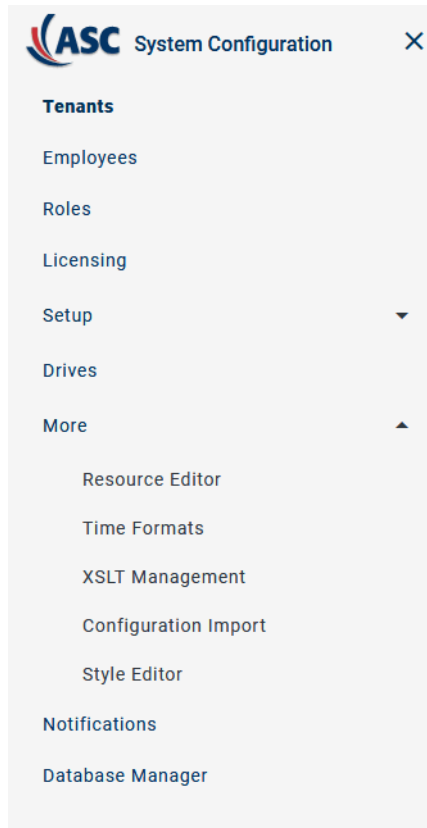 ASC System Configuration
Tenants
Employees
Roles
Licensing
Setup
Drives
More
Resource Editor
Time Formats
XSLT Management
Configuration Import
Style Editor
Notifications
Database Manager